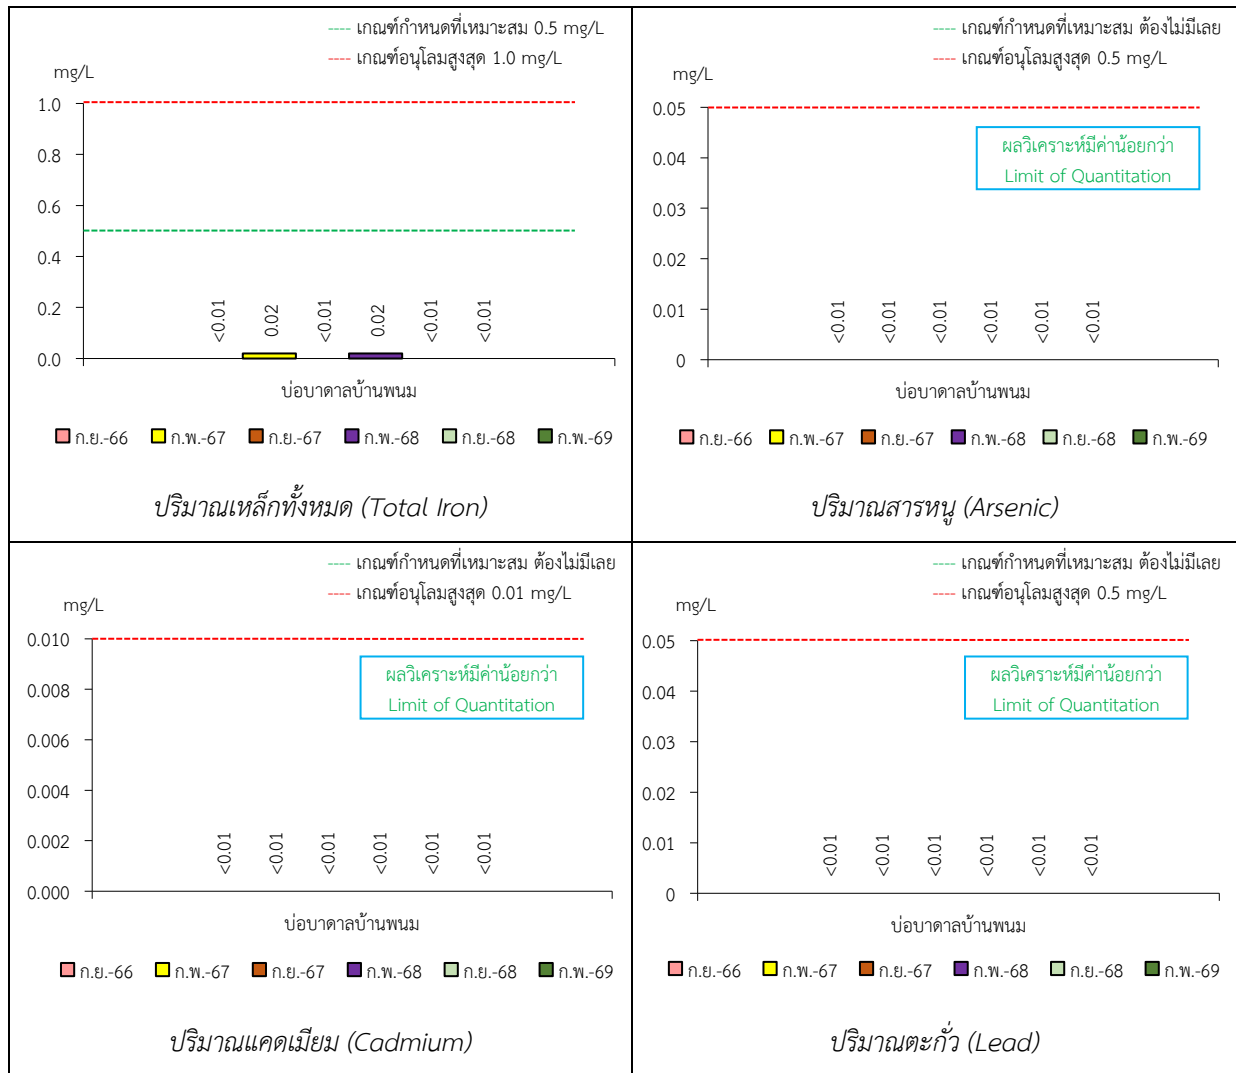 ---- เกณฑ์กำหนดที่เหมาะสม 0.5 mg/L
---- เกณฑ์อนุโลมสูงสุด 1.0 mg/L
mg/L
1.0
0.8
0.6
0.4
0.2
0.0
<0.01 0.02 <0.01 0.02 <0.01 <0.01
บ่อบาดาลบ้านพนม
ก.ย.-66 ก.พ.-67 ก.ย.-67 ก.พ.-68 ก.ย.-68 ก.พ.-69
ปริมาณเหล็กทั้งหมด (Total Iron)
---- เกณฑ์กำหนดที่เหมาะสม ต้องไม่มีเลย
---- เกณฑ์อนุโลมสูงสุด 0.5 mg/L
mg/L
0.05
0.04
0.03
0.02
0.01
0
ผลวิเคราะห์มีค่าน้อยกว่า
Limit of Quantitation
<0.01 <0.01 <0.01 <0.01 <0.01 <0.01
บ่อบาดาลบ้านพนม
ก.ย.-66 ก.พ.-67 ก.ย.-67 ก.พ.-68 ก.ย.-68 ก.พ.-69
ปริมาณสารหนู (Arsenic)
---- เกณฑ์กำหนดที่เหมาะสม ต้องไม่มีเลย
---- เกณฑ์อนุโลมสูงสุด 0.01 mg/L
mg/L
0.010
0.008
0.006
0.004
0.002
0.000
ผลวิเคราะห์มีค่าน้อยกว่า
Limit of Quantitation
<0.01 <0.01 <0.01 <0.01 <0.01 <0.01
บ่อบาดาลบ้านพนม
ก.ย.-66 ก.พ.-67 ก.ย.-67 ก.พ.-68 ก.ย.-68 ก.พ.-69
ปริมาณแคดเมียม (Cadmium)
---- เกณฑ์กำหนดที่เหมาะสม ต้องไม่มีเลย
---- เกณฑ์อนุโลมสูงสุด 0.5 mg/L
mg/L
0.05
0.04
0.03
0.02
0.01
0
ผลวิเคราะห์มีค่าน้อยกว่า
Limit of Quantitation
<0.01 <0.01 <0.01 <0.01 <0.01 <0.01
บ่อบาดาลบ้านพนม
ก.ย.-66 ก.พ.-67 ก.ย.-67 ก.พ.-68 ก.ย.-68 ก.พ.-69
ปริมาณตะกั่ว (Lead)